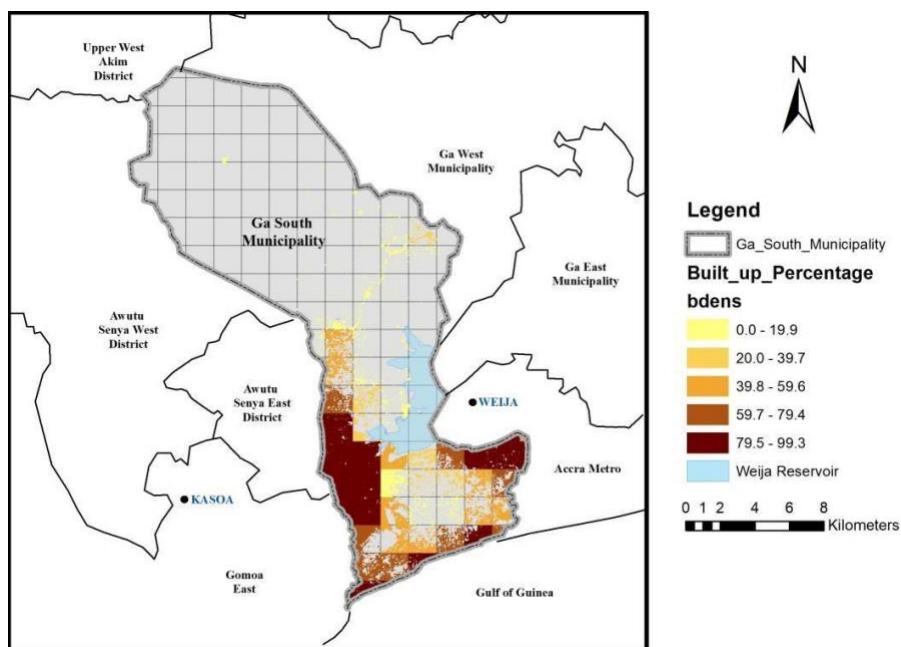 Upper West
Akim
District
Ga West
Municipality
Ga South
Municipality
Ga East
Municipality
Awutu
Senya West
District
Awutu
Senya East
District
WEIJA
Accra Metro
KASOA
Gomoa
East
Gulf of Guinea
N
Legend
Ga_South_Municipality
Built_up_Percentage
bdens
0.0 - 19.9
20.0 - 39.7
39.8 - 59.6
59.7 - 79.4
79.5 - 99.3
Weija Reservoir
0 1 2 4 6 8
Kilometers